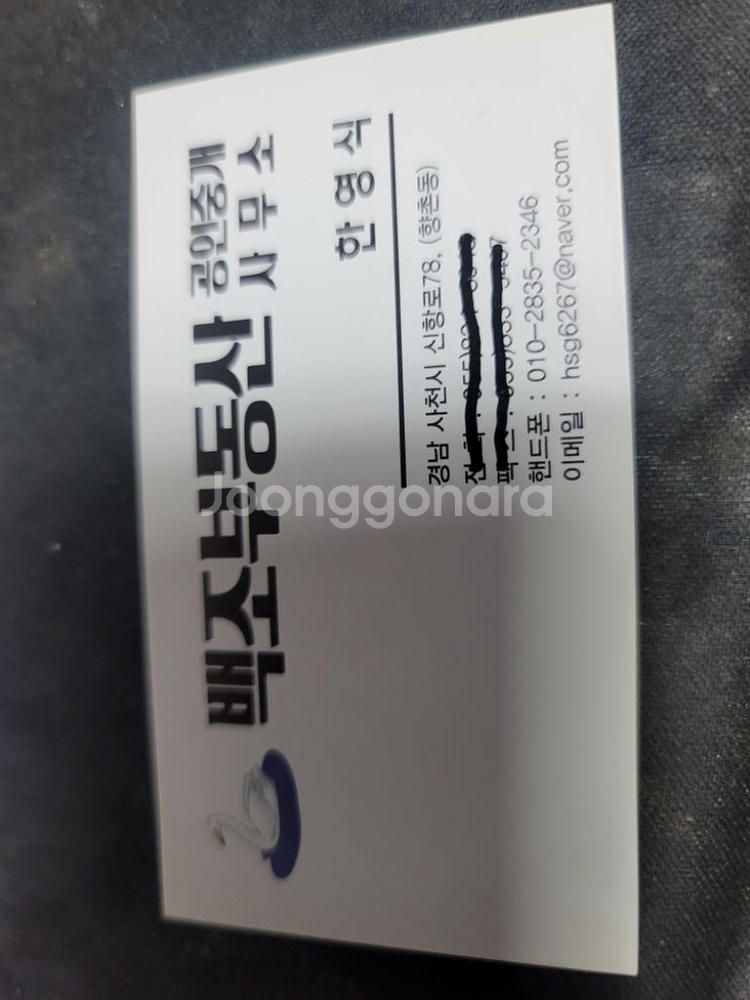 백조부동산 공인중개
사무소
한영식
경남 사천시 신항로78, (향촌동)
핸드폰 : 010-2835-2346
이메일 : hsg6267@naver.com
Joonggonara